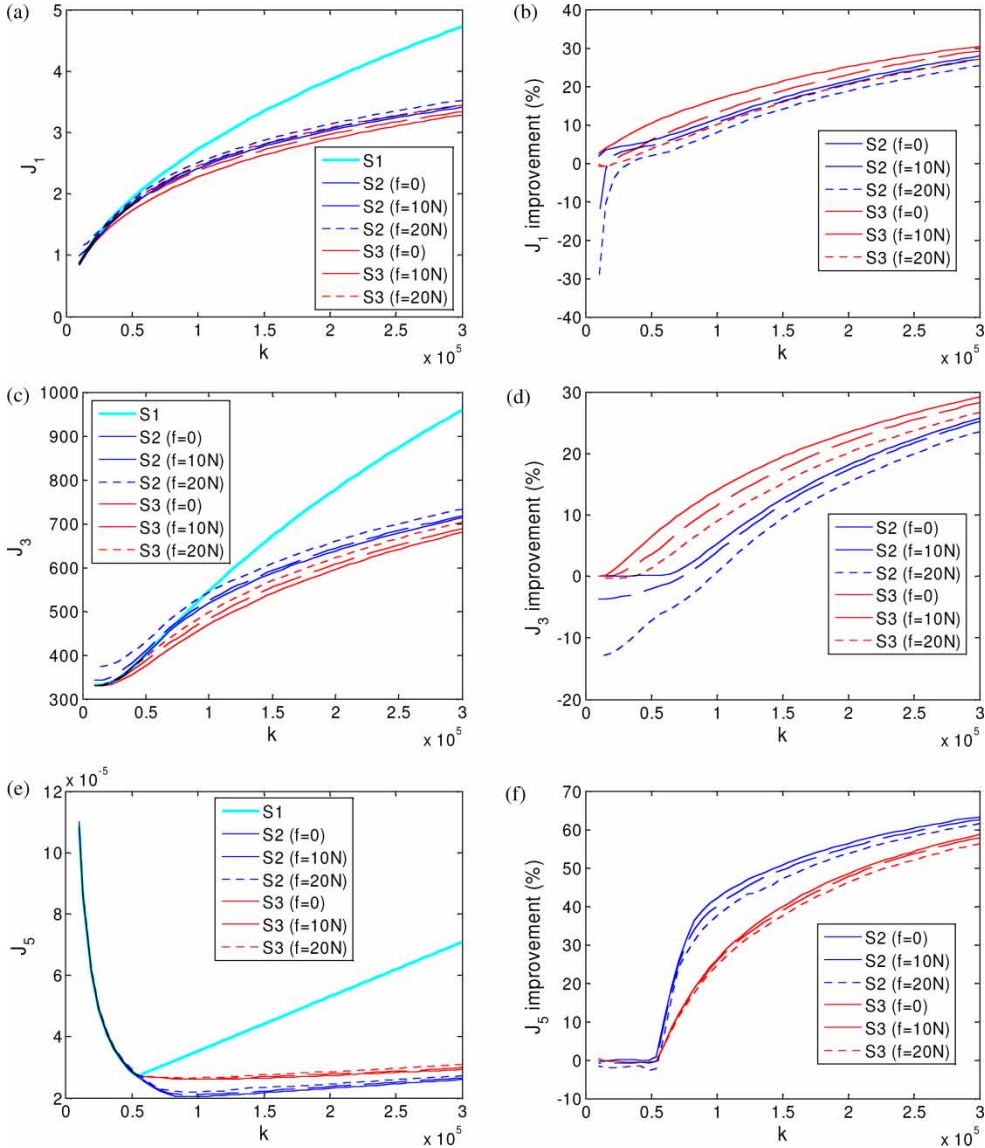 (a)
5
4
3
2
1
0
J1
0
0.5
1
1.5
2
2.5
3
k
x 10^5
S1
S2 (f=0)
S2 (f=10N)
S2 (f=20N)
S3 (f=0)
S3 (f=10N)
S3 (f=20N)
(b)
40
30
20
10
0
-10
-20
-30
-40
J1 improvement (%)
0
0.5
1
1.5
2
2.5
3
k
x 10^5
S2 (f=0)
S2 (f=10N)
S2 (f=20N)
S3 (f=0)
S3 (f=10N)
S3 (f=20N)
(c)
1000
900
800
700
600
500
400
300
J3
0
0.5
1
1.5
2
2.5
3
k
x 10^5
S1
S2 (f=0)
S2 (f=10N)
S2 (f=20N)
S3 (f=0)
S3 (f=10N)
S3 (f=20N)
(d)
30
20
10
0
-10
-20
J3 improvement (%)
0
0.5
1
1.5
2
2.5
3
k
x 10^5
S2 (f=0)
S2 (f=10N)
S2 (f=20N)
S3 (f=0)
S3 (f=10N)
S3 (f=20N)
(e)
x 10^-5
12
10
8
6
4
2
J5
0
0.5
1
1.5
2
2.5
3
k
x 10^5
S1
S2 (f=0)
S2 (f=10N)
S2 (f=20N)
S3 (f=0)
S3 (f=10N)
S3 (f=20N)
(f)
70
60
50
40
30
20
10
0
-10
J5 improvement (%)
0
0.5
1
1.5
2
2.5
3
k
x 10^5
S2 (f=0)
S2 (f=10N)
S2 (f=20N)
S3 (f=0)
S3 (f=10N)
S3 (f=20N)